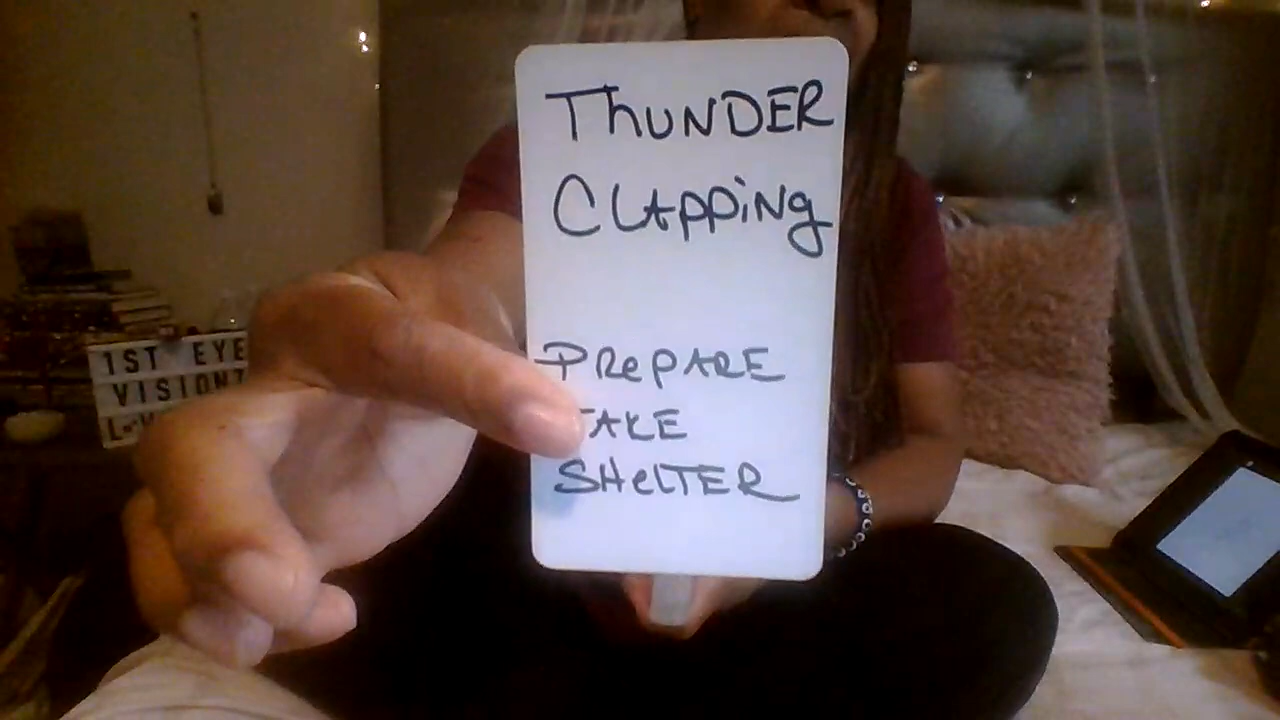 THUNDER
CLAPPiNg
PRePARE
TAKE
SHeLTER
1ST EYE
VISION